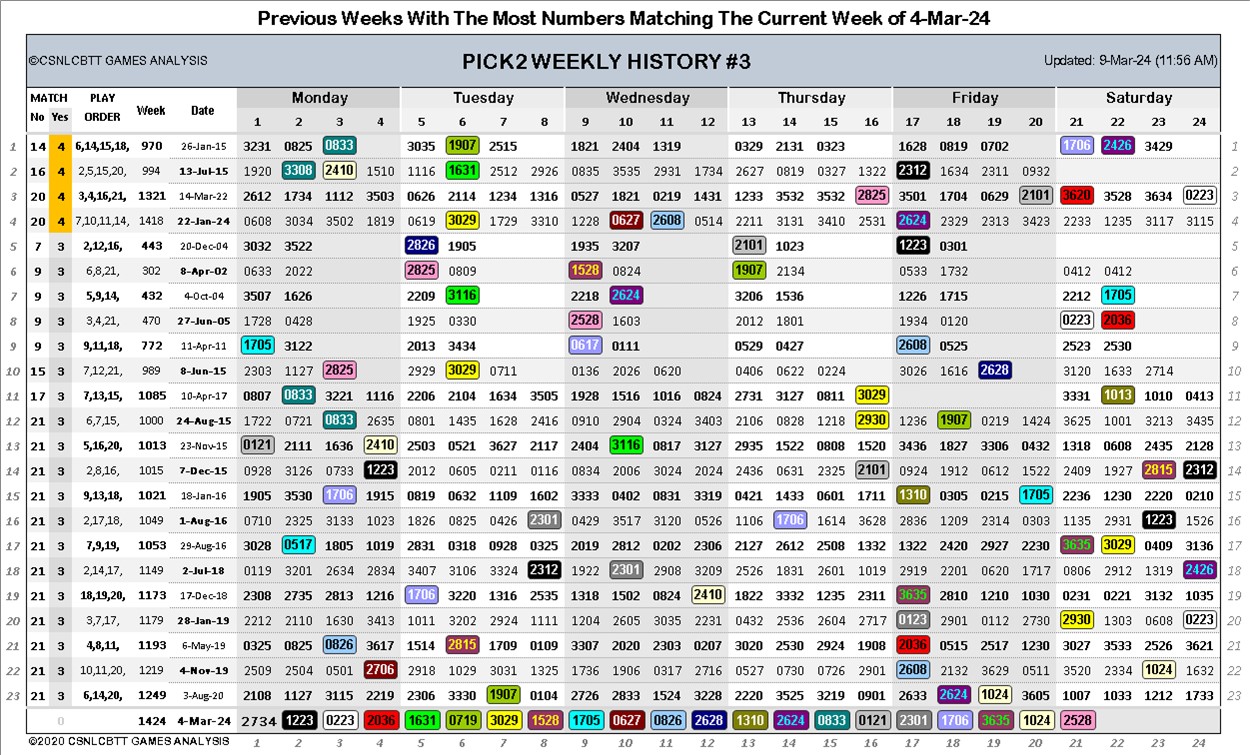 Previous Weeks With The Most Numbers Matching The Current Week of 4-Mar-24
©CSNLCBTT GAMES ANALYSIS PICK2 WEEKLY HISTORY #3 Updated: 9-Mar-24 (11:56 AM)
MATCH PLAY Week Date Monday Tuesday Wednesday Thursday Friday Saturday
No Yes ORDER 1 2 3 4 5 6 7 8 9 10 11 12 13 14 15 16 17 18 19 20 21 22 23 24
1 14 4 6,14,15,18, 970 26-Jan-15 3231 0825 0833 3035 1907 2515 1821 2404 1319 0329 2131 0323 1628 0819 0702 1706 2426 3429 1
2 16 4 2,5,15,20, 994 13-Jul-15 1920 3308 2410 1510 1116 1631 2512 2926 0835 3535 2931 1734 2627 0819 0327 1322 2312 1634 2311 0932 2
3 20 4 3,4,16,21, 1321 14-Mar-22 2612 1734 1112 3503 0626 2114 1234 1316 0527 1821 0219 1431 1233 3532 3532 2825 3501 1704 0629 2101 3620 3528 3634 0223 3
4 20 4 7,10,11,14, 1418 22-Jan-24 0608 3034 3502 1819 0619 3029 1729 3310 1228 0627 2608 0514 2211 3131 3410 2531 2624 2329 2313 3423 2233 1235 3117 3115 4
5 7 3 2,12,16, 443 20-Dec-04 3032 3522 2826 1905 1935 3207 2101 1023 1223 0301 5
6 9 3 6,8,21, 302 8-Apr-02 0633 2022 2825 0809 1528 0824 1907 2134 0533 1732 0412 0412 6
7 9 3 5,9,14, 432 4-Oct-04 3507 1626 2209 3116 2218 2624 3206 1536 1226 1715 2212 1705 7
8 9 3 3,4,21, 470 27-Jun-05 1728 0428 1925 0330 2528 1603 2012 1801 1934 0120 0223 2036 8
9 9 3 9,11,18, 772 11-Apr-11 1705 3122 2013 3434 0617 0111 0529 0427 2608 0525 2523 2530 9
10 15 3 7,12,21, 989 8-Jun-15 2303 1127 2825 2929 3029 0711 0136 2026 0620 0406 0622 0224 3026 1616 2628 3120 1633 2714 10
11 17 3 7,13,15, 1085 10-Apr-17 0807 0833 3221 1116 2206 2104 1634 3505 1928 1516 1016 0824 2731 3127 0811 3029 3331 1013 1010 0413 11
12 21 3 6,7,15, 1000 24-Aug-15 1722 0721 0833 2635 0801 1435 1628 2416 0910 2904 0324 3403 2106 0828 1218 2930 1236 1907 0219 1424 3625 1001 3213 3435 12
13 21 3 5,16,20, 1013 23-Nov-15 0121 2111 1636 2410 2503 0521 3627 2117 2404 3116 0817 3127 2935 1522 0808 1520 3436 1827 3306 0432 1318 0608 2435 2128 13
14 21 3 2,8,16, 1015 7-Dec-15 0928 3126 0733 1223 2012 0605 0211 0116 0834 2006 3024 2024 2436 0631 2325 2101 0924 1912 0612 1522 2409 1927 2815 2312 14
15 21 3 9,13,18, 1021 18-Jan-16 1905 3530 1706 1915 0819 0632 1109 1602 3333 0402 0831 3319 0421 1433 0601 1711 1310 0305 0215 1705 2236 1230 2220 0210 15
16 21 3 2,17,18, 1049 1-Aug-16 0710 2325 3133 1023 1826 0825 0426 2301 0429 3517 3120 0526 1106 1706 1614 3628 2836 1209 2314 0303 1135 2931 1223 1526 16
17 21 3 7,9,19, 1053 29-Aug-16 3028 0517 1805 1019 2831 0318 0928 0325 2019 2812 0202 2306 2127 2612 1508 1332 1322 2420 2927 2230 3635 3029 0409 3136 17
18 21 3 2,14,17, 1149 2-Jul-18 0119 3201 2634 2834 3407 3106 3324 2312 1922 2301 2908 3209 2526 1831 2601 1019 2919 2201 0620 1717 0806 2912 1319 2426 18
19 21 3 18,19,20, 1173 17-Dec-18 2308 2735 2813 1216 1706 3220 1316 2535 1318 1502 0824 2410 1822 3332 1235 2311 3635 2810 1210 1030 0231 0221 3132 1035 19
20 21 3 3,7,17, 1179 28-Jan-19 2212 2110 1630 3413 1011 3202 2924 1111 1204 2605 3035 2231 0432 2536 2604 2717 0123 2901 0112 2730 2930 1303 0608 0223 20
21 21 3 4,8,11, 1193 6-May-19 0325 0825 0826 3617 1514 2815 1709 0109 3307 2020 2303 0207 3020 2530 2924 1908 2036 0515 2517 1230 3027 3533 2526 3621 21
22 21 3 10,11,20, 1219 4-Nov-19 2509 2504 0501 2706 2918 1029 3031 1325 1736 1906 0317 2716 0527 0730 0726 2901 2608 2132 3629 0511 3520 2334 1024 1632 22
23 21 3 6,14,20, 1249 3-Aug-20 2108 1127 3115 2219 2306 3330 1907 0104 2726 2833 1524 3228 2220 3525 3219 0901 2633 2624 1024 3605 1007 1033 1212 1733 23
0 1424 4-Mar-24 2734 1223 0223 2036 1631 0719 3029 1528 1705 0627 0826 2628 1310 2624 0833 0121 2301 1706 3635 1024 2528
©2020 CSNLCBTT GAMES ANALYSIS 1 2 3 4 5 6 7 8 9 10 11 12 13 14 15 16 17 18 19 20 21 22 23 24